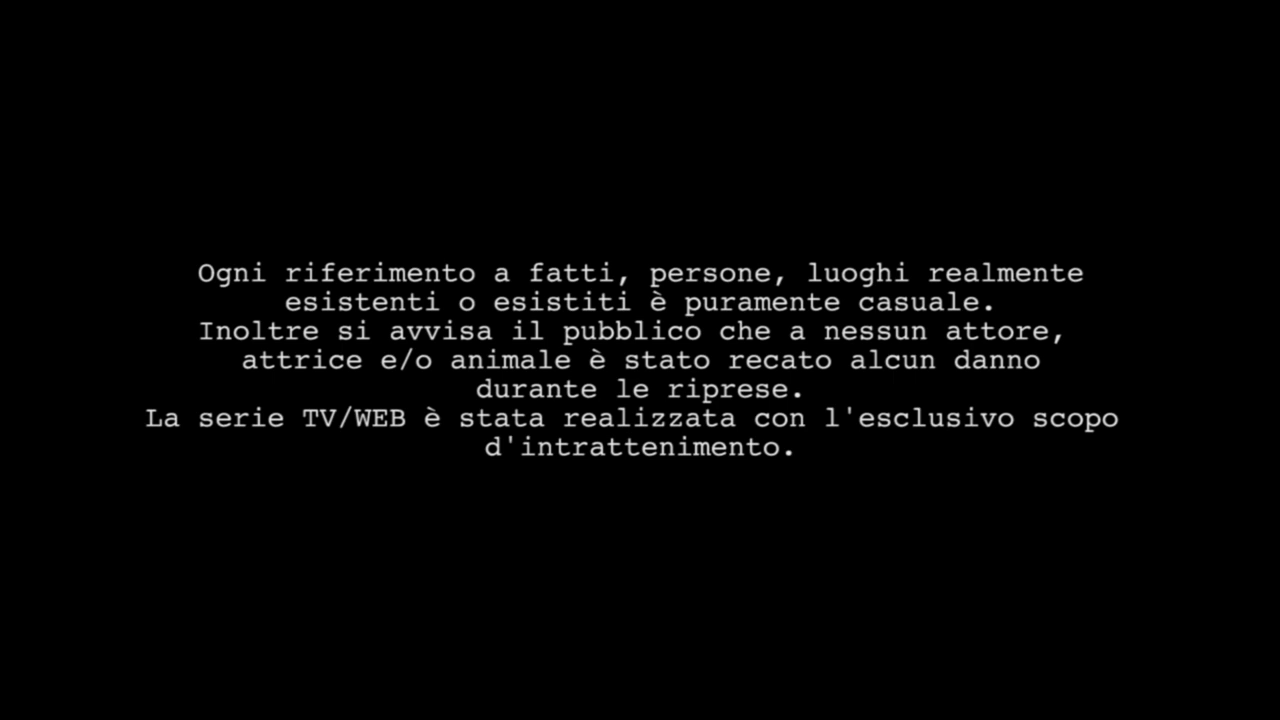 Ogni riferimento a fatti, persone, luoghi realmente
esistenti o esistiti è puramente casuale.
Inoltre si avvisa il pubblico che a nessun attore,
attrice e/o animale è stato recato alcun danno
durante le riprese.
La serie TV/WEB è stata realizzata con l'esclusivo scopo
d'intrattenimento.